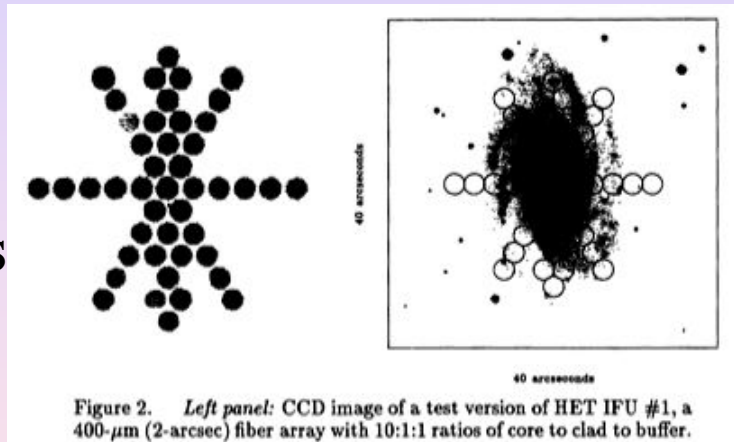 S
40 arcseconds
40 arcseconds
Figure 2. Left panel: CCD image of a test version of HET IFU #1, a
400-μm (2-arcsec) fiber array with 10:1:1 ratios of core to clad to buffer.